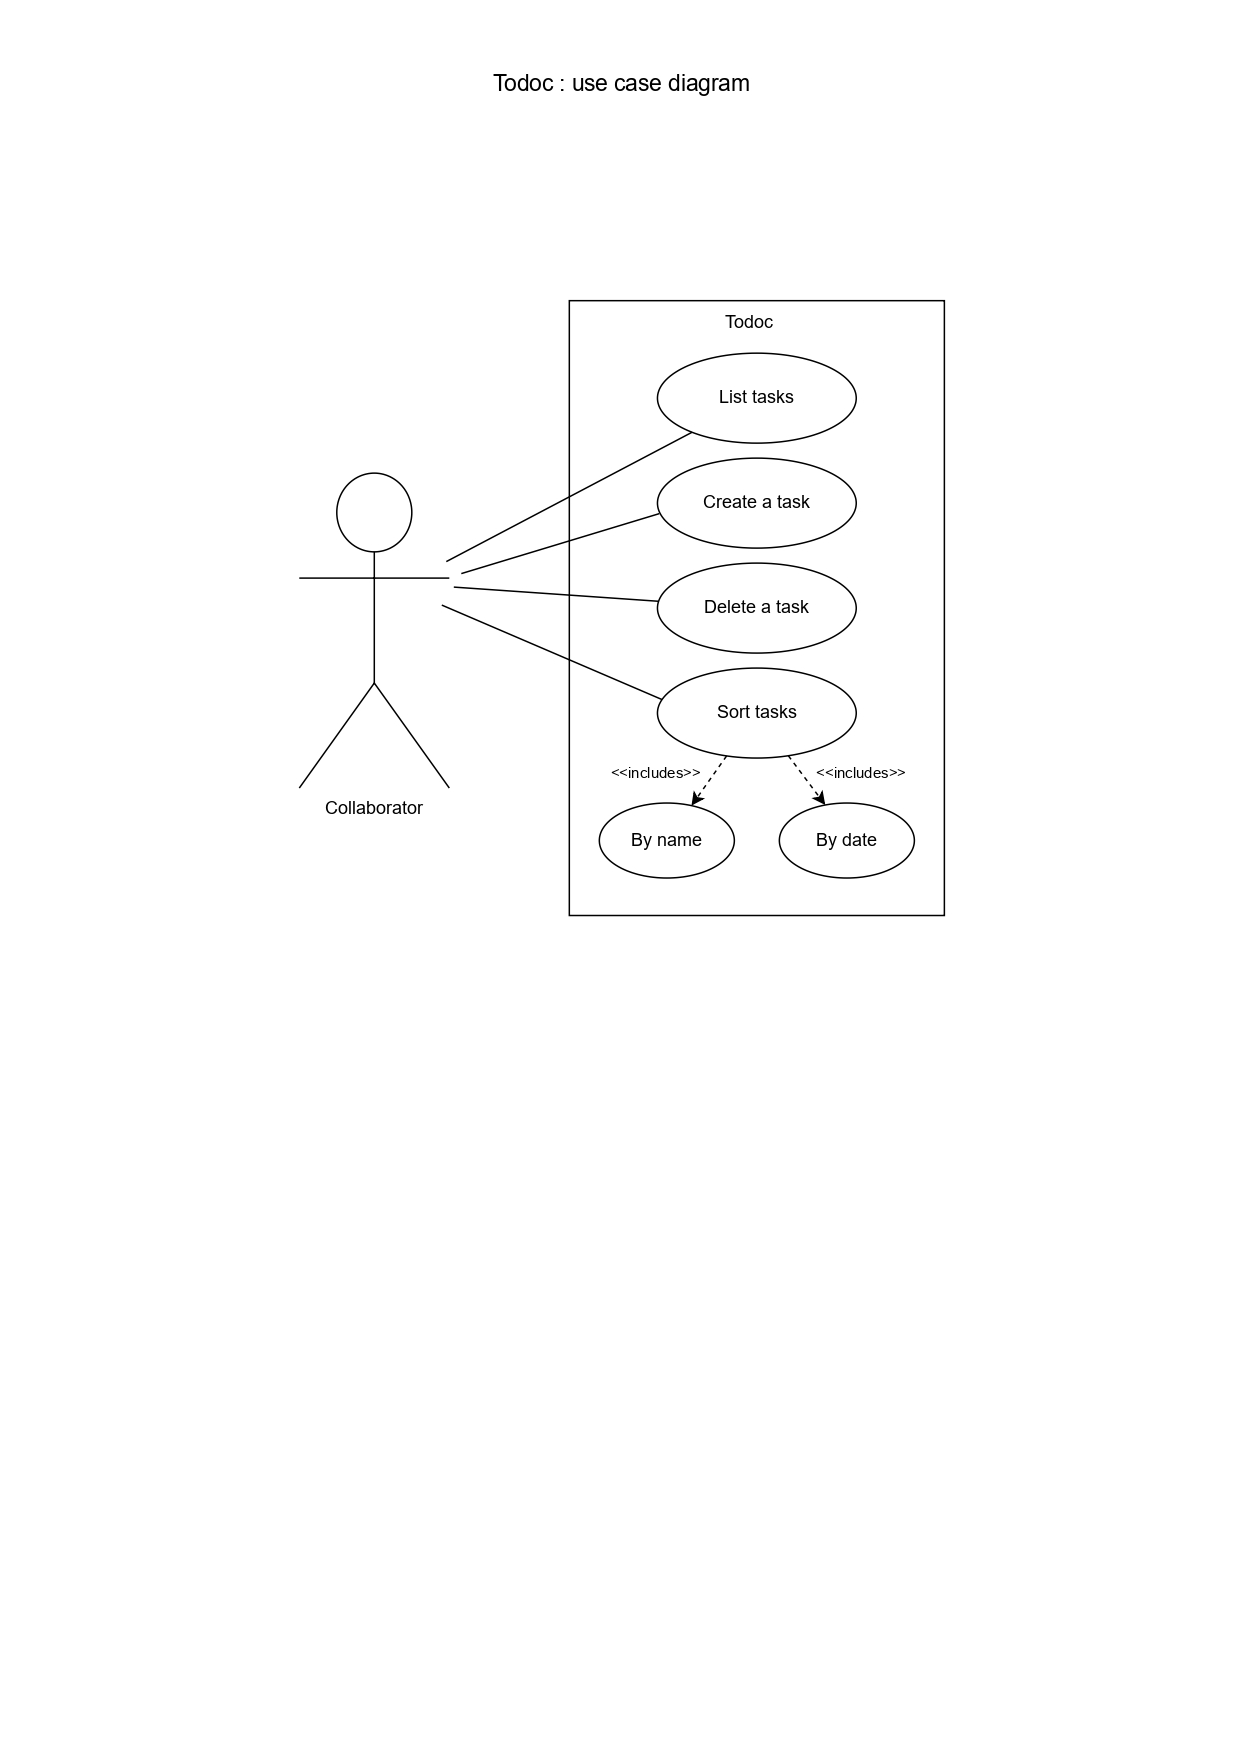 Todoc : use case diagram
Todoc
List tasks
Create a task
Delete a task
Sort tasks
<<includes>>
<<includes>>
By name
By date
Collaborator